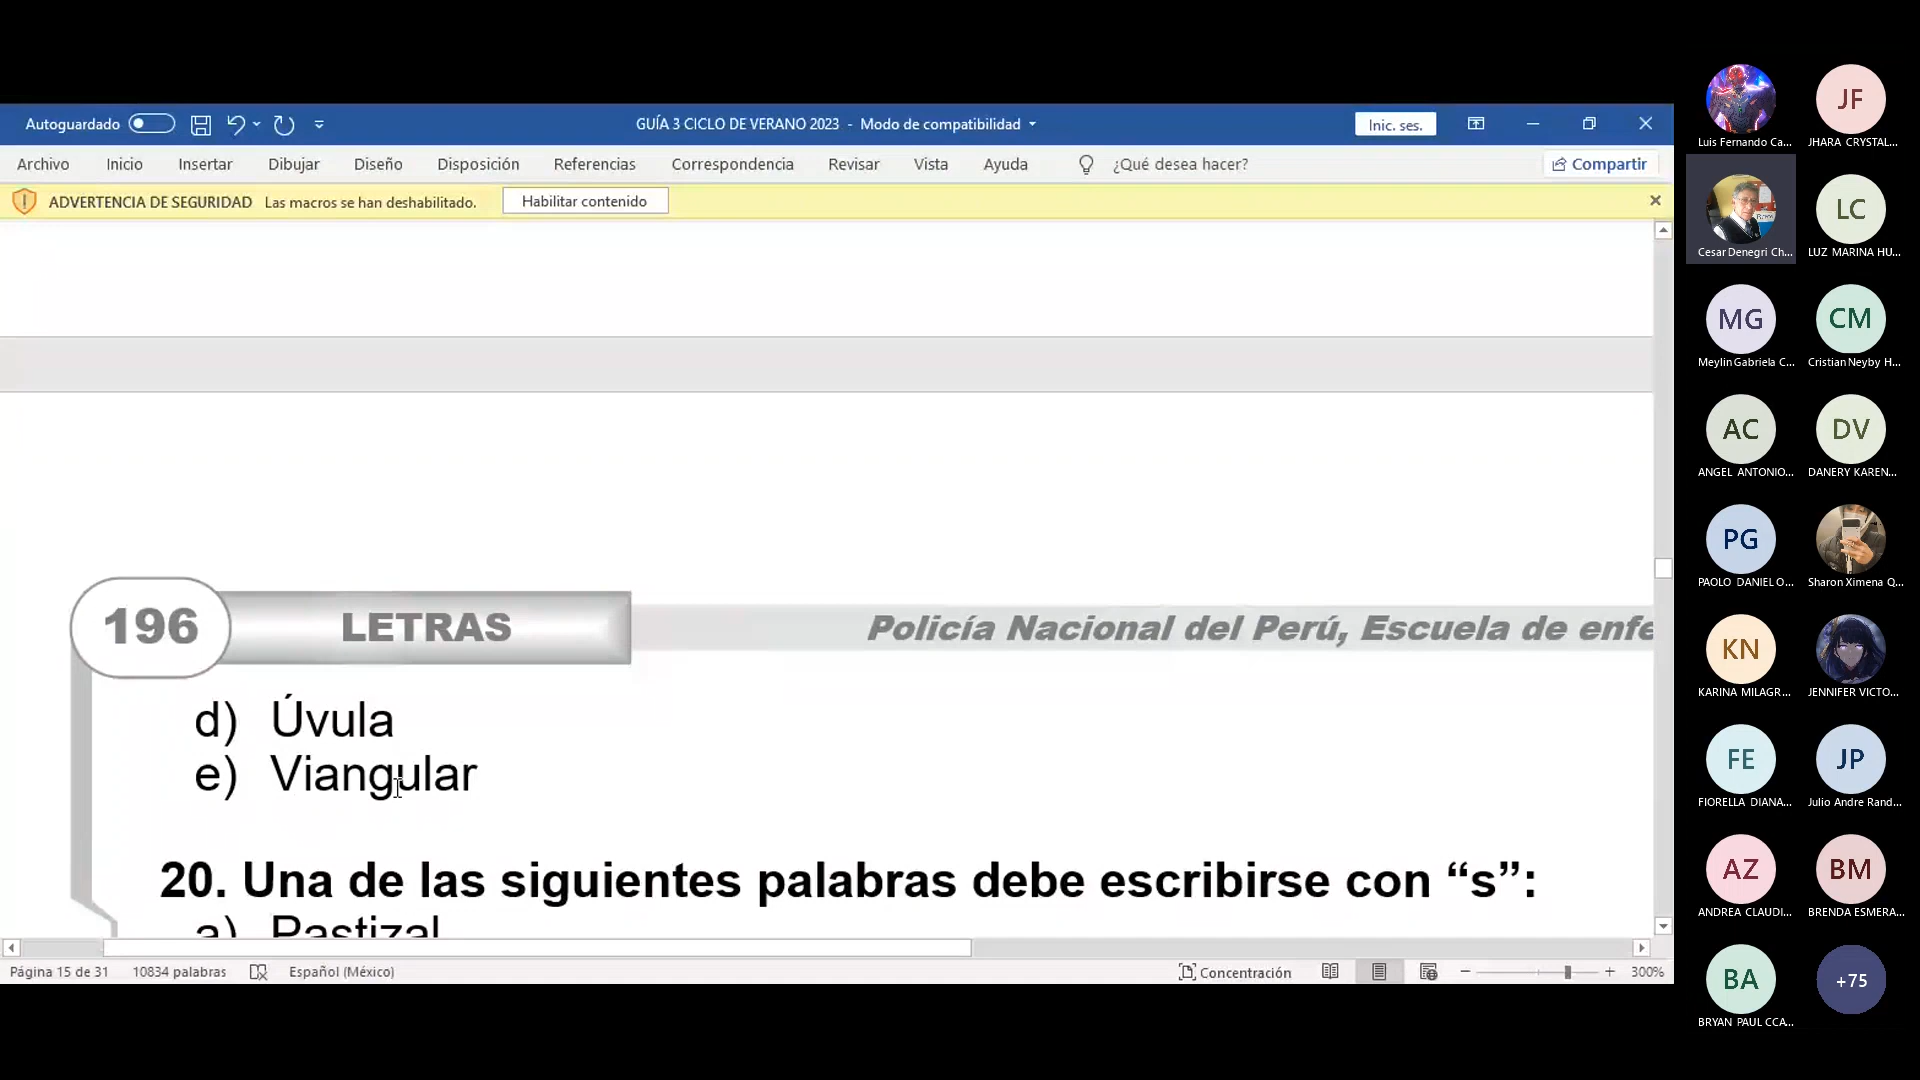 Autoguardado
GUÍA 3 CICLO DE VERANO 2023 - Modo de compatibilidad
Inic. ses.
Archivo Inicio Insertar Dibujar Diseño Disposición Referencias Correspondencia Revisar Vista Ayuda ¿Qué desea hacer? Compartir
ADVERTENCIA DE SEGURIDAD Las macros se han deshabilitado. Habilitar contenido
196 LETRAS Policía Nacional del Perú, Escuela de enfe
d) Úvula
e) Viangular
20. Una de las siguientes palabras debe escribirse con “s”:
a) Pastizal
Página 15 de 31 10834 palabras Español (México) Concentración 300%
JF
Luis Fernando Ca... JHARA CRYSTAL...
LC
Cesar Denegri Ch... LUZ MARINA HU...
MG CM
Meylin Gabriela C... Cristian Neyby H...
AC DV
ANGEL ANTONIO... DANERY KAREN...
PG
PAOLO DANIEL O... Sharon Ximena Q...
KN
KARINA MILAGR... JENNIFER VICTO...
FE JP
FIORELLA DIANA... Julio Andre Rand...
AZ BM
ANDREA CLAUDI... BRENDA ESMERA...
BA +75
BRYAN PAUL CCA...